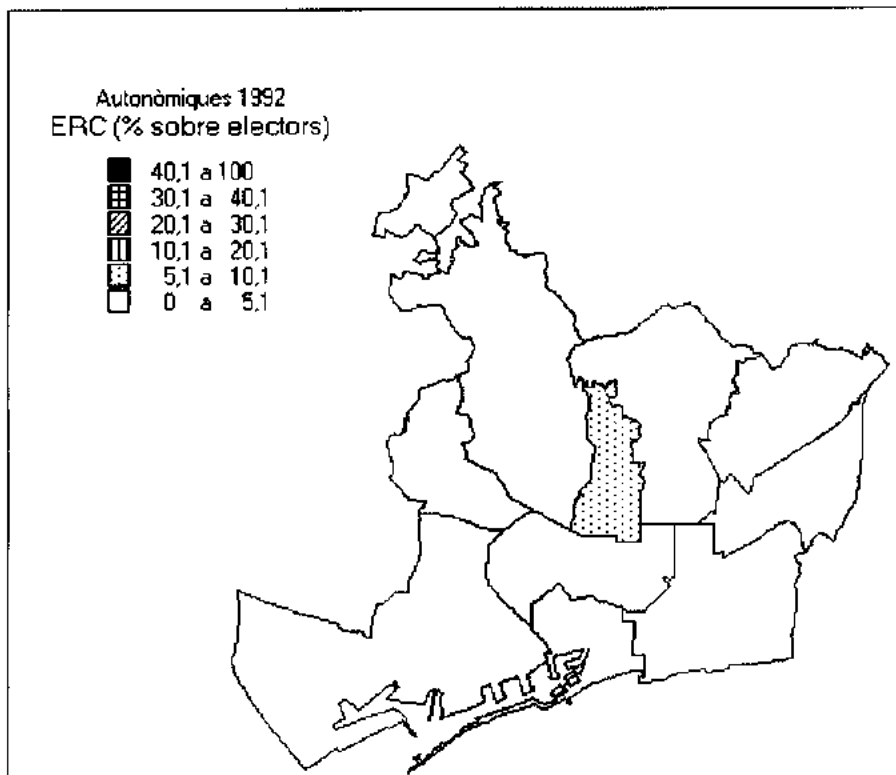 Autonòmiques 1992
ERC (% sobre electors)
40,1 a 100
30,1 a 40,1
20,1 a 30,1
10,1 a 20,1
5,1 a 10,1
0 a 5,1